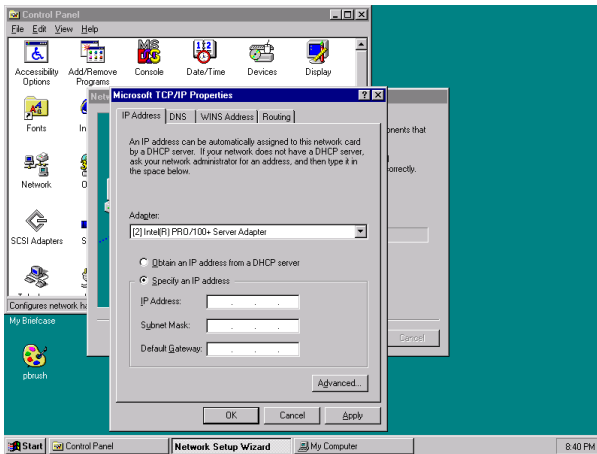 Control Panel
File Edit View Help
Accessibility Options
Add/Remove Programs
Console
Date/Time
Devices
Display
Fonts
In
Network
O
SCSI Adapters
S
Configures network ha
My Briefcase
pbrush
Netw
Microsoft TCP/IP Properties
IP Address DNS WINS Address Routing
An IP address can be automatically assigned to this network card
by a DHCP server. If your network does not have a DHCP server,
ask your network administrator for an address, and then type it in
the space below.
Adapter:
[2] Intel(R) PRO/100+ Server Adapter
Obtain an IP address from a DHCP server
Specify an IP address
IP Address: . . .
Subnet Mask: . . .
Default Gateway: . . .
Advanced...
OK Cancel Apply
onents that
orrectly.
Cancel
Start Control Panel Network Setup Wizard My Computer 8:40 PM